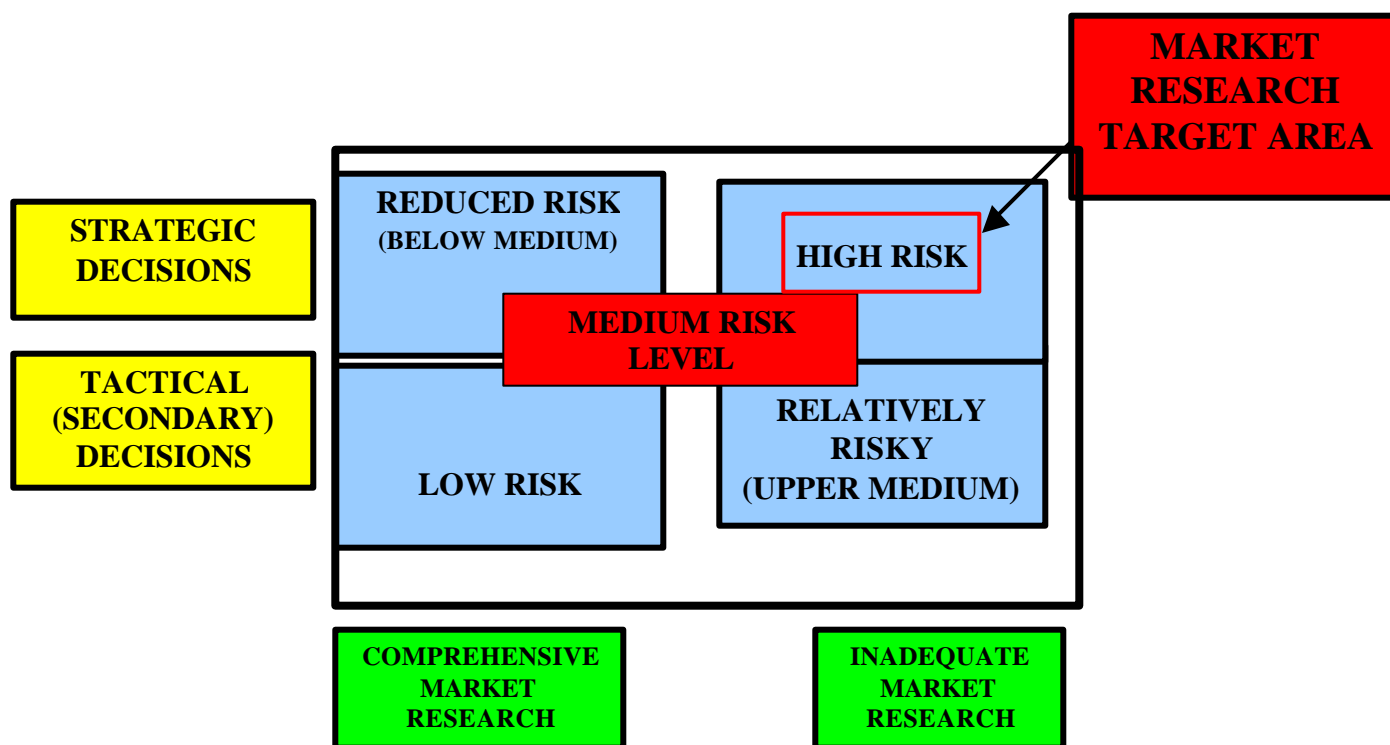 MARKET
RESEARCH
TARGET AREA
STRATEGIC
DECISIONS
REDUCED RISK
(BELOW MEDIUM)
HIGH RISK
MEDIUM RISK
LEVEL
TACTICAL
(SECONDARY)
DECISIONS
LOW RISK
RELATIVELY
RISKY
(UPPER MEDIUM)
COMPREHENSIVE
MARKET
RESEARCH
INADEQUATE
MARKET
RESEARCH